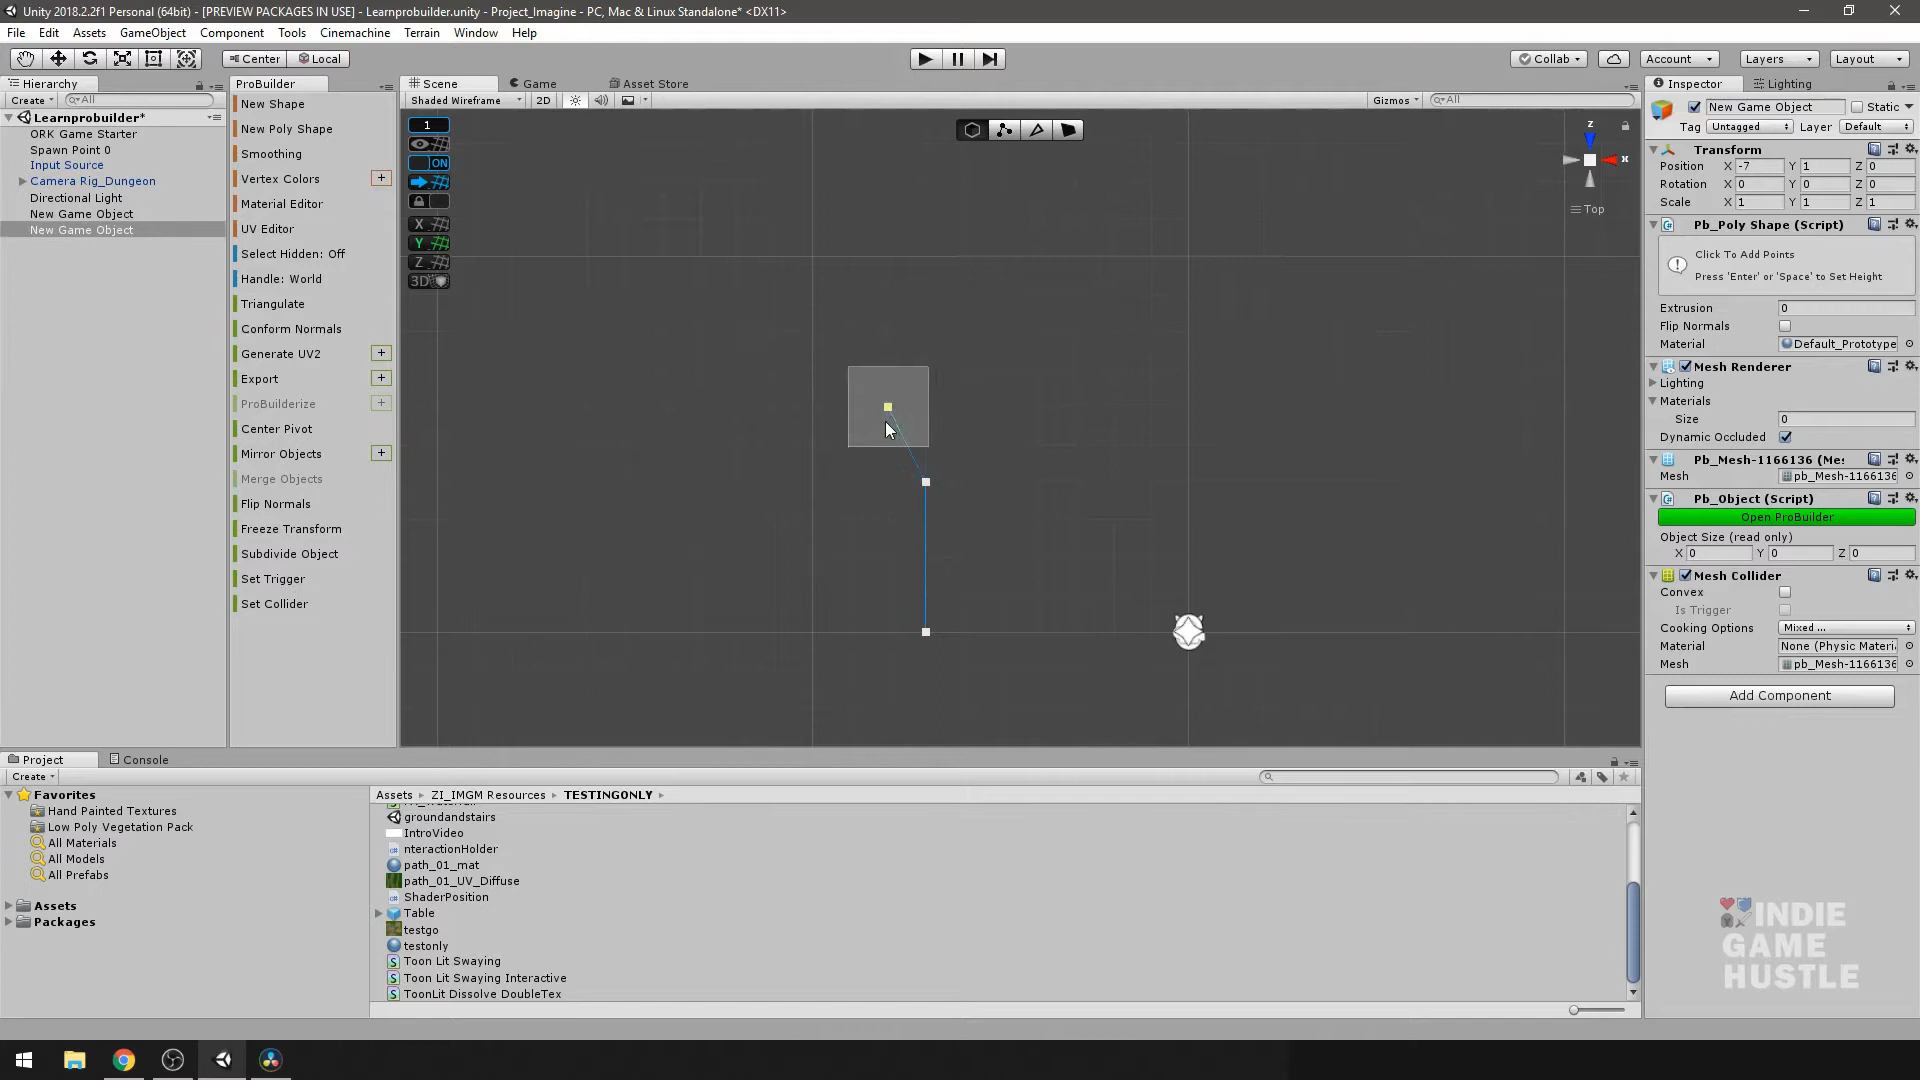 Unity 2018.2.2f1 Personal (64bit) - [PREVIEW PACKAGES IN USE] - Learnprobuilder.unity - Project_Imagine - PC, Mac & Linux Standalone* <DX11>
File Edit Assets GameObject Component Tools Cinemachine Terrain Window Help
Center Local Collab Account Layers Layout
Hierarchy
Create All
Learnprobuilder*
ORK Game Starter
Spawn Point 0
Input Source
Camera Rig_Dungeon
Directional Light
New Game Object
New Game Object
ProBuilder
New Shape
New Poly Shape
Smoothing
Vertex Colors +
Material Editor
UV Editor
Select Hidden: Off
Handle: World
Triangulate
Conform Normals
Generate UV2 +
Export +
ProBuilderize +
Center Pivot
Mirror Objects +
Merge Objects
Flip Normals
Freeze Transform
Subdivide Object
Set Trigger
Set Collider
Scene Game Asset Store
Shaded Wireframe 2D Gizmos All
1
ON
X
Y
Z
3D
z
x
Top
Inspector Lighting
New Game Object Static
Tag Untagged Layer Default
Transform
Position X -7 Y 1 Z 0
Rotation X 0 Y 0 Z 0
Scale X 1 Y 1 Z 1
Pb_Poly Shape (Script)
Click To Add Points
Press 'Enter' or 'Space' to Set Height
Extrusion 0
Flip Normals
Material Default_Prototype
Mesh Renderer
Lighting
Materials
Size 0
Dynamic Occluded
Pb_Mesh-1166136 (Mes
Mesh pb_Mesh-1166136
Pb_Object (Script)
Open ProBuilder
Object Size (read only)
X 0 Y 0 Z 0
Mesh Collider
Convex
Is Trigger
Cooking Options Mixed ...
Material None (Physic Materi
Mesh pb_Mesh-1166136
Add Component
Project Console
Create
Favorites
Hand Painted Textures
Low Poly Vegetation Pack
All Materials
All Models
All Prefabs
Assets
Packages
Assets ZI_IMGM Resources TESTINGONLY
groundandstairs
IntroVideo
nteractionHolder
path_01_mat
path_01_UV_Diffuse
ShaderPosition
Table
testgo
testonly
Toon Lit Swaying
Toon Lit Swaying Interactive
ToonLit Dissolve DoubleTex
INDIE
GAME
HUSTLE